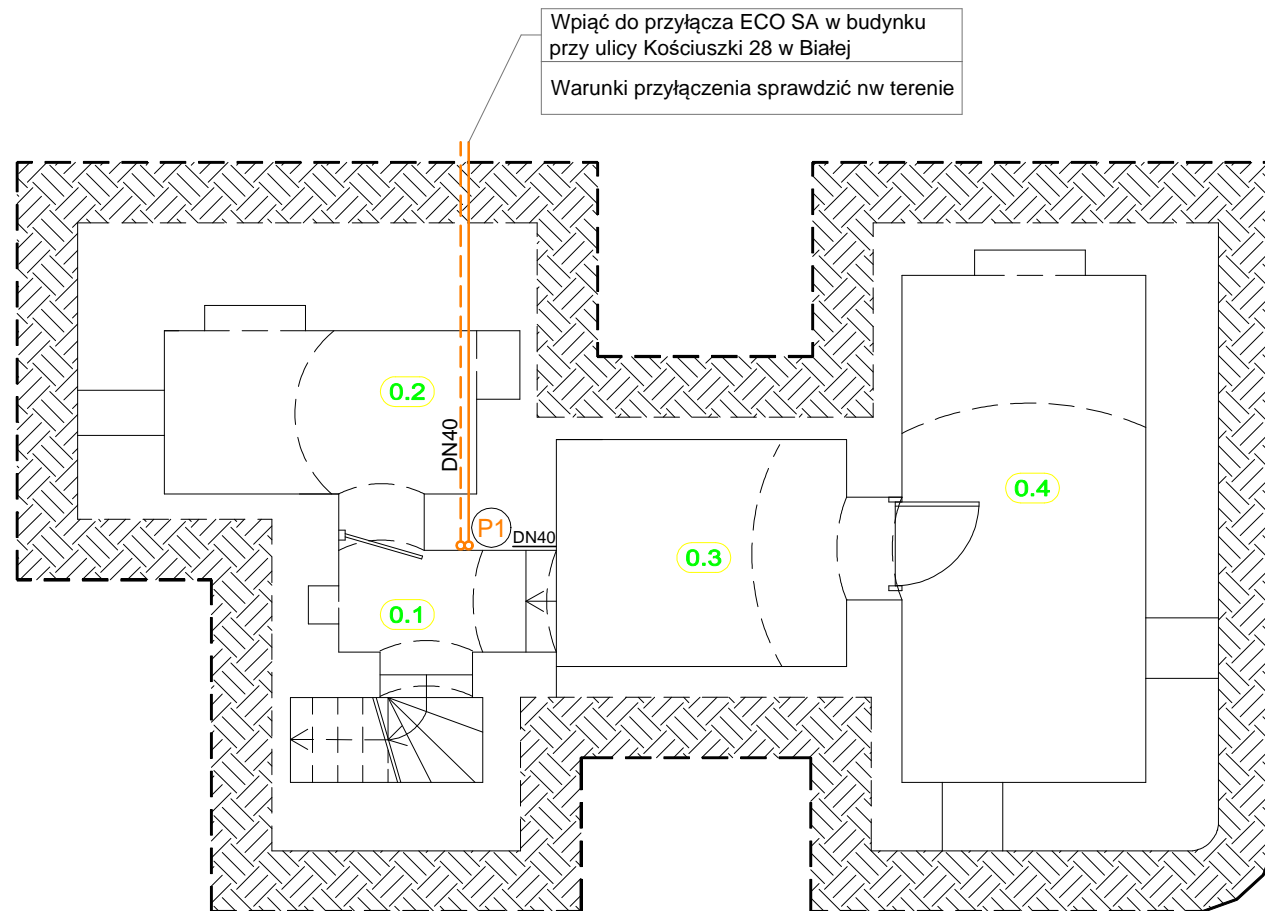 Wpiąć do przyłącza ECO SA w budynku
przy ulicy Kościuszki 28 w Białej
Warunki przyłączenia sprawdzić nw terenie
0.2
DN40
0.4
P1
DN40
0.3
0.1